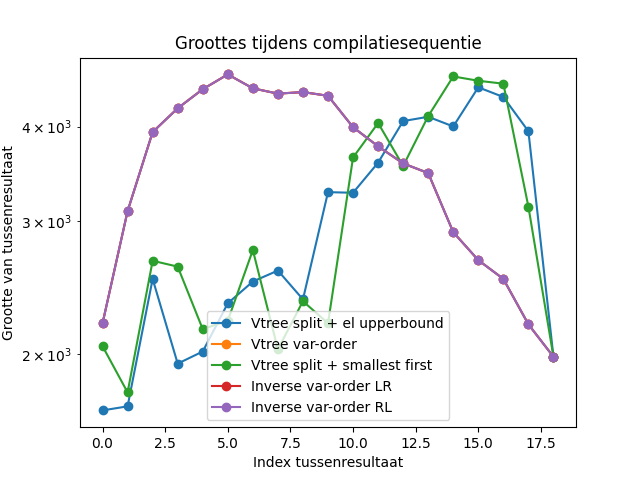 Groottes tijdens compilatiesequentie
Grootte van tussenresultaat
4 × 10³
3 × 10³
2 × 10³
Vtree split + el upperbound
Vtree var-order
Vtree split + smallest first
Inverse var-order LR
Inverse var-order RL
0.0 2.5 5.0 7.5 10.0 12.5 15.0 17.5
Index tussenresultaat